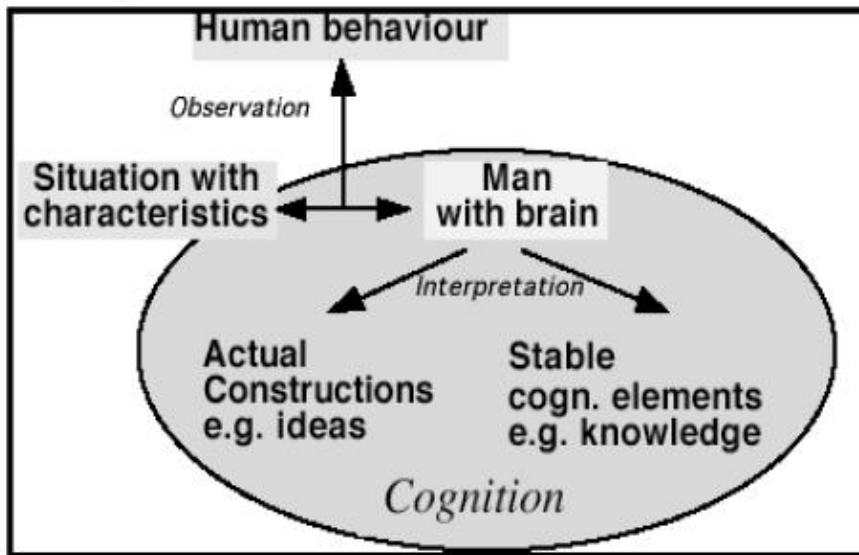 Human behaviour
Observation
Situation with
characteristics
Man
with brain
Interpretation
Actual
Constructions
e.g. ideas
Stable
cogn. elements
e.g. knowledge
Cognition